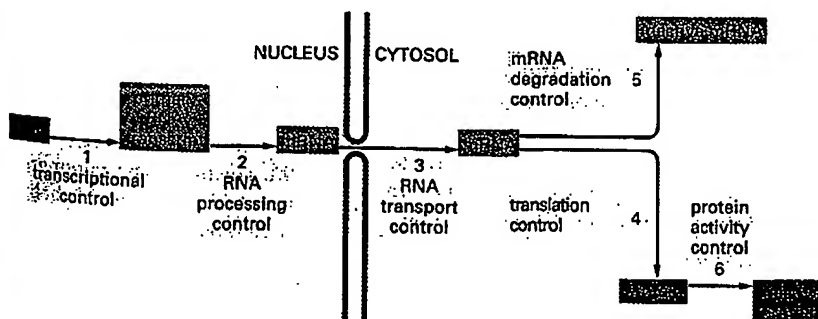 NUCLEUS CYTOSOL
1
transcriptional
control
2
RNA
processing
control
3
RNA
transport
control
mRNA
degradation
control
5
translation
control
4
protein
activity
control
6